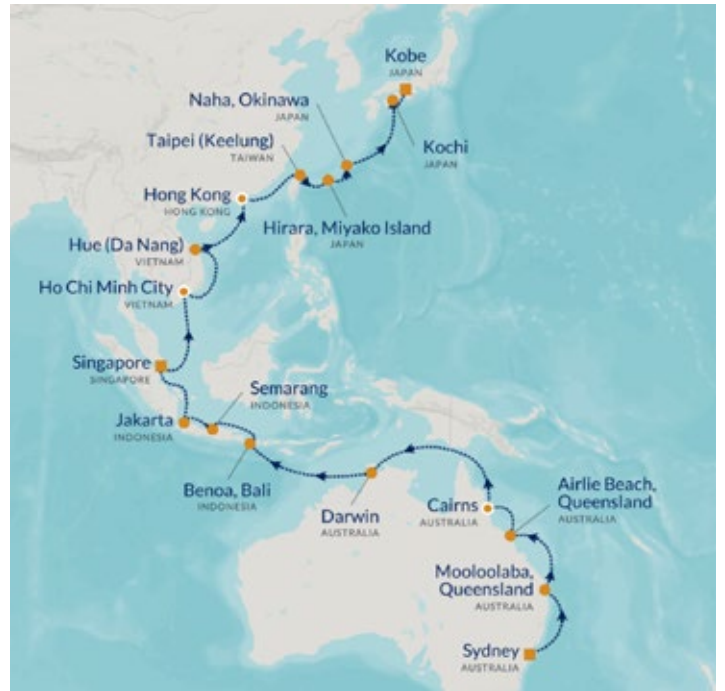 Kobe
JAPAN
Naha, Okinawa
JAPAN
Taipei (Keelung)
TAIWAN
Kochi
JAPAN
Hong Kong
HONG KONG
Hirara, Miyako Island
JAPAN
Hue (Da Nang)
VIETNAM
Ho Chi Minh City
VIETNAM
Singapore
SINGAPORE
Semarang
INDONESIA
Jakarta
INDONESIA
Benoa, Bali
INDONESIA
Darwin
AUSTRALIA
Cairns
AUSTRALIA
Airlie Beach,
Queensland
AUSTRALIA
Mooloolaba,
Queensland
AUSTRALIA
Sydney
AUSTRALIA